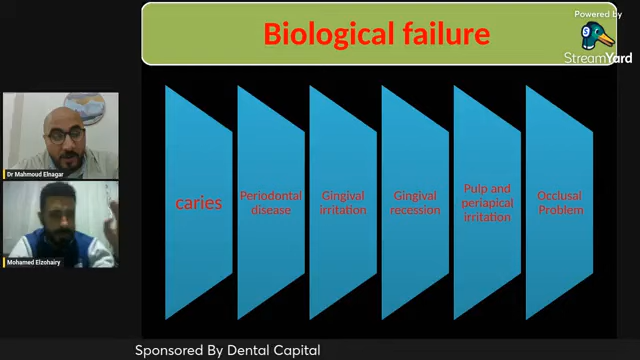 Biological failure
Powered by
StreamYard
caries
Periodontal
disease
Gingival
irritation
Gingival
recession
Pulp and
periapical
irritation
Occlusal
Problem
Dr Mahmoud Elnagar
Mohamed Elzohairy
Sponsored By Dental Capital